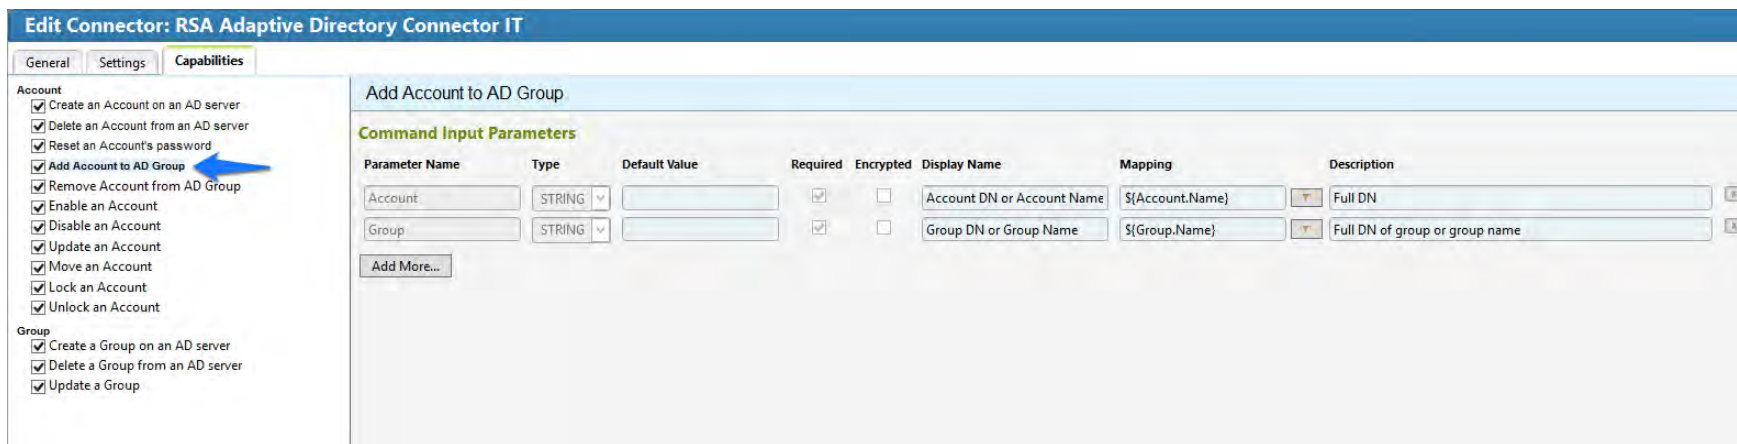 Edit Connector: RSA Adaptive Directory Connector IT
General Settings Capabilities
Account
Create an Account on an AD server
Delete an Account from an AD server
Reset an Account's password
Add Account to AD Group
Remove Account from AD Group
Enable an Account
Disable an Account
Update an Account
Move an Account
Lock an Account
Unlock an Account
Group
Create a Group on an AD server
Delete a Group from an AD server
Update a Group
Add Account to AD Group
Command Input Parameters
Parameter Name Type Default Value Required Encrypted Display Name Mapping Description
Account STRING Account DN or Account Name ${Account.Name} Full DN
Group STRING Group DN or Group Name ${Group.Name} Full DN of group or group name
Add More...